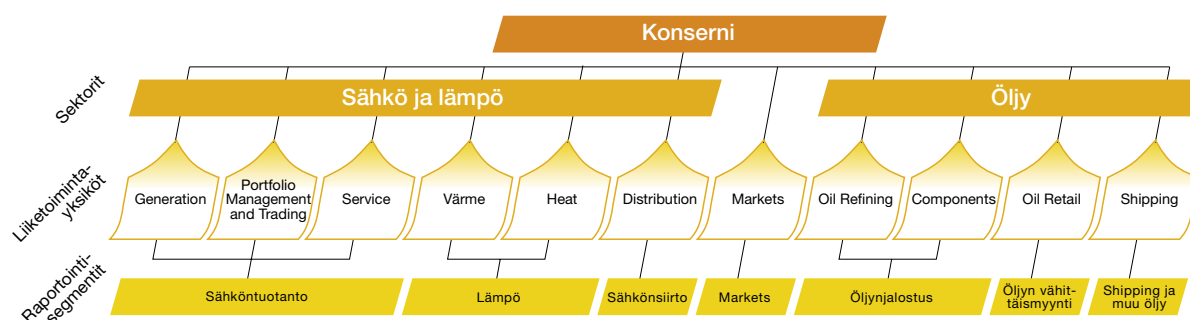 Konserni
Sektorit
Sähkö ja lämpö
Öljy
Liiketoiminta-
yksiköt
Generation
Portfolio
Management
and Trading
Service
Värme
Heat
Distribution
Markets
Oil Refining
Components
Oil Retail
Shipping
Raportointi-
segmentit
Sähköntuotanto
Lämpö
Sähkönsiirto
Markets
Öljynjalostus
Öljyn vähit-
täismyynti
Shipping ja
muu öljy